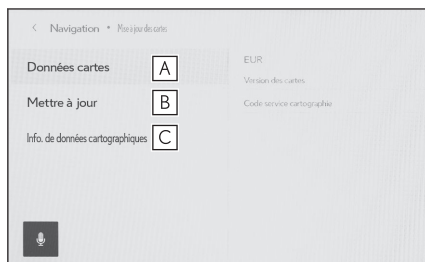 < Navigation • Mise à jour des cartes
Données cartes A
Mettre à jour B
Info. de données cartographiques C
EUR
Version des cartes
Code service cartographie